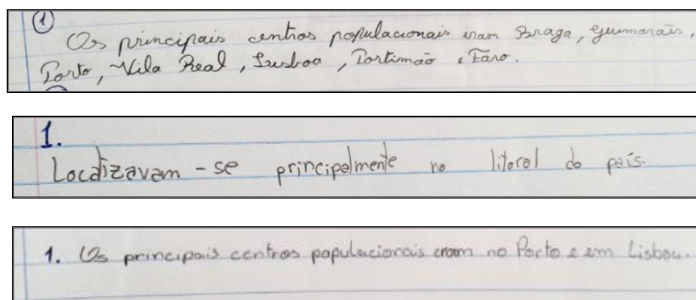 1
Os principais centros populacionais eram Braga, Guimarães,
Porto, Vila Real, Lisboa, Portimão e Faro.
1.
Localizavam-se principalmente no litoral do país.
1. Os principais centros populacionais eram no Porto e em Lisboa.